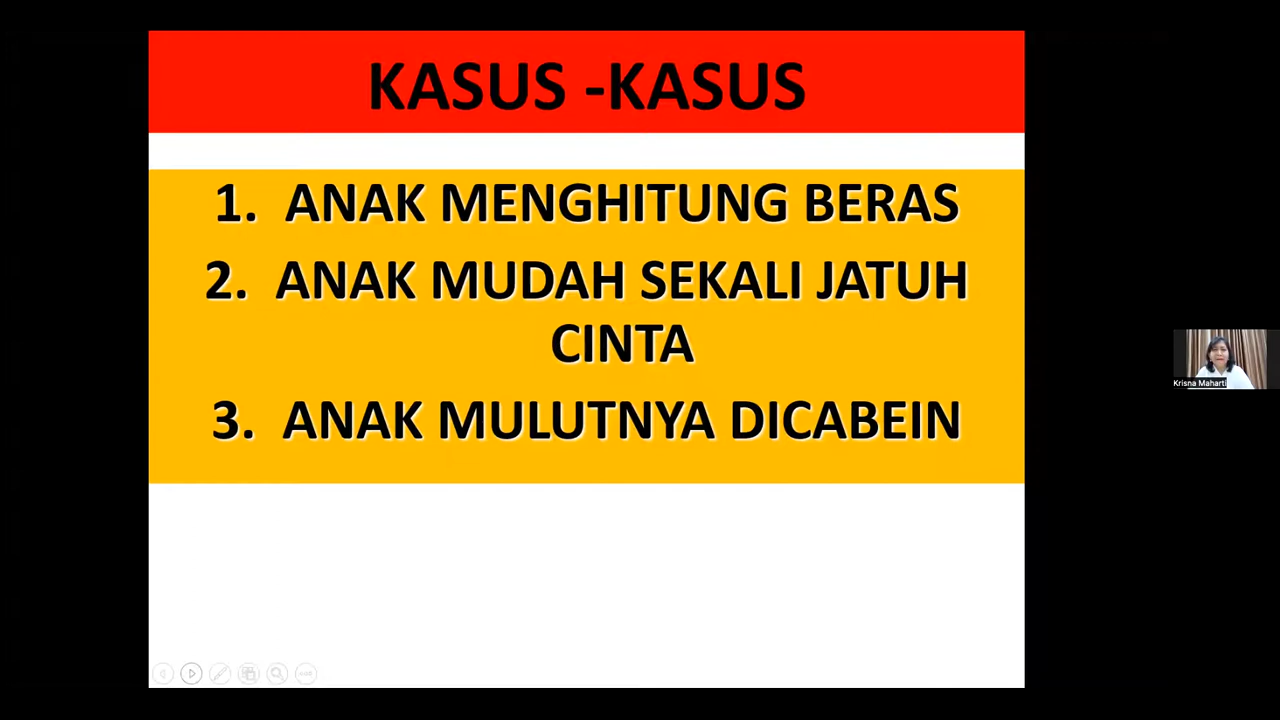 KASUS -KASUS
1. ANAK MENGHITUNG BERAS
2. ANAK MUDAH SEKALI JATUH
CINTA
3. ANAK MULUTNYA DICABEIN
Krisna Maharti